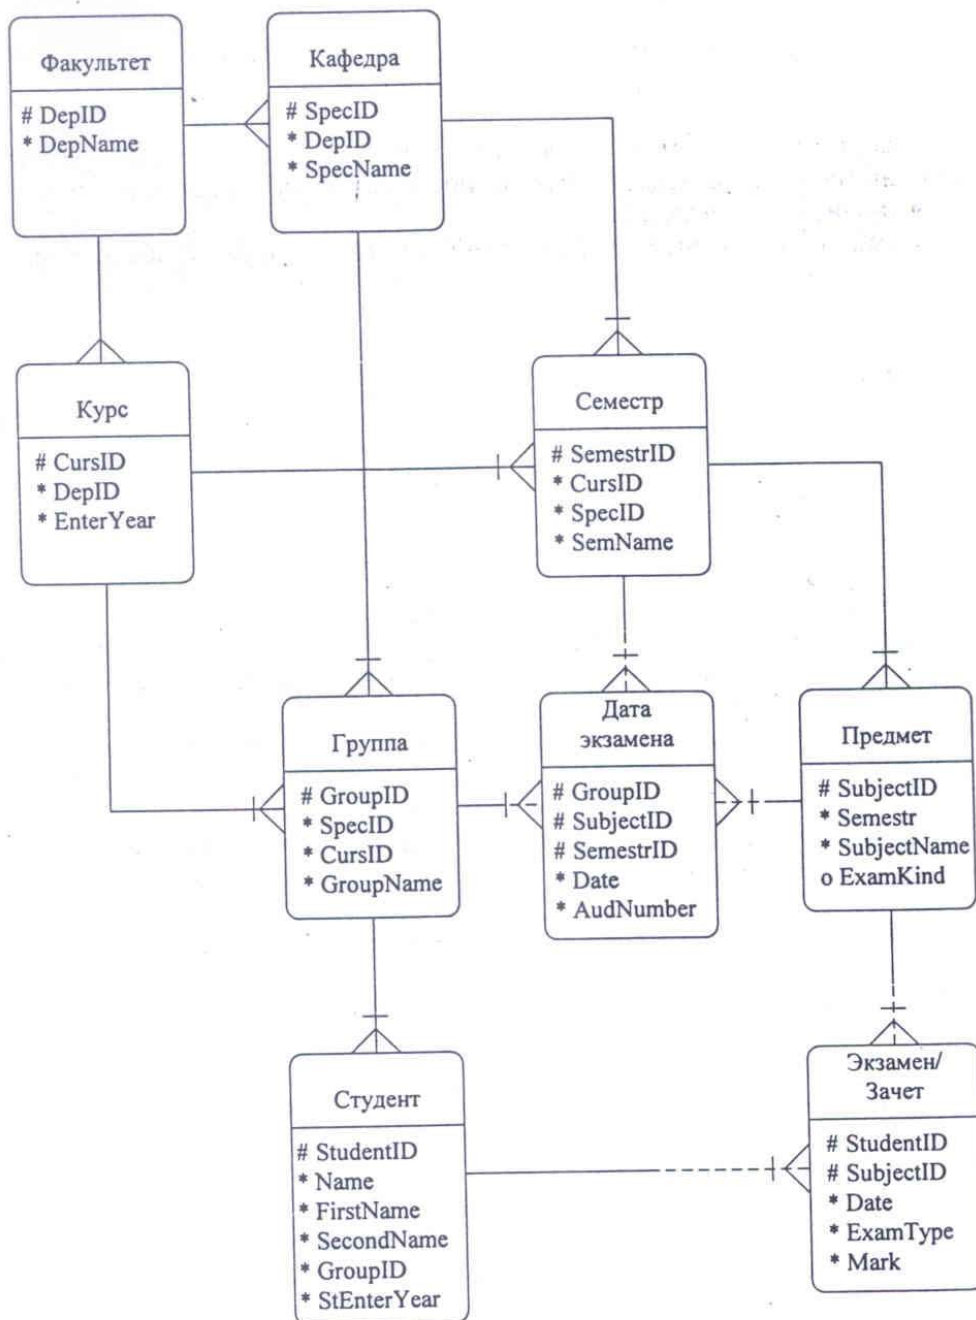 Факультет
# DepID
* DepName
Кафедра
# SpecID
* DepID
* SpecName
Курс
# CursID
* DepID
* EnterYear
Семестр
# SemestrID
* CursID
* SpecID
* SemName
Группа
# GroupID
* SpecID
* CursID
* GroupName
Дата
экзамена
# GroupID
# SubjectID
# SemestrID
* Date
* AudNumber
Предмет
# SubjectID
* Semestr
* SubjectName
o ExamKind
Студент
# StudentID
* Name
* FirstName
* SecondName
* GroupID
* StEnterYear
Экзамен/
Зачет
# StudentID
# SubjectID
* Date
* ExamType
* Mark